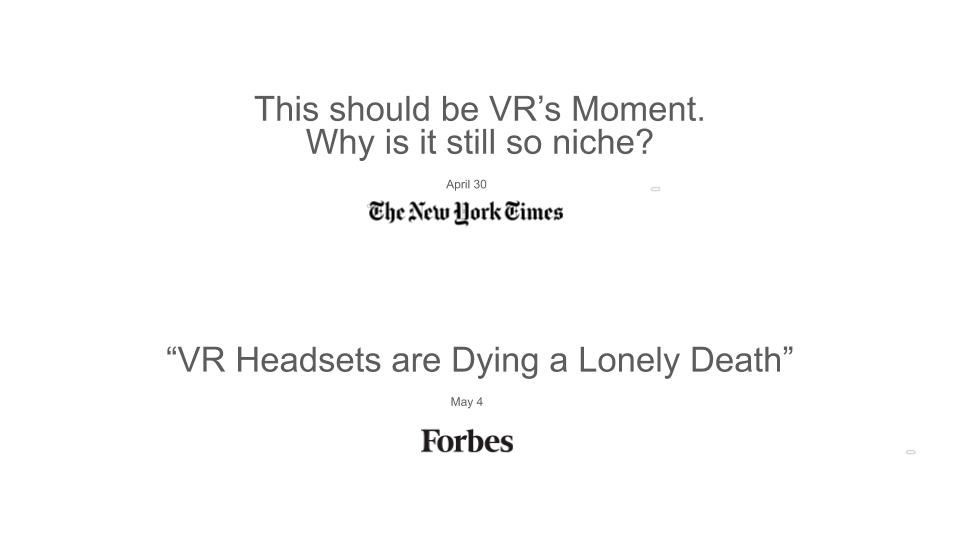 This should be VR’s Moment.
Why is it still so niche?
April 30
The New York Times
“VR Headsets are Dying a Lonely Death”
May 4
Forbes